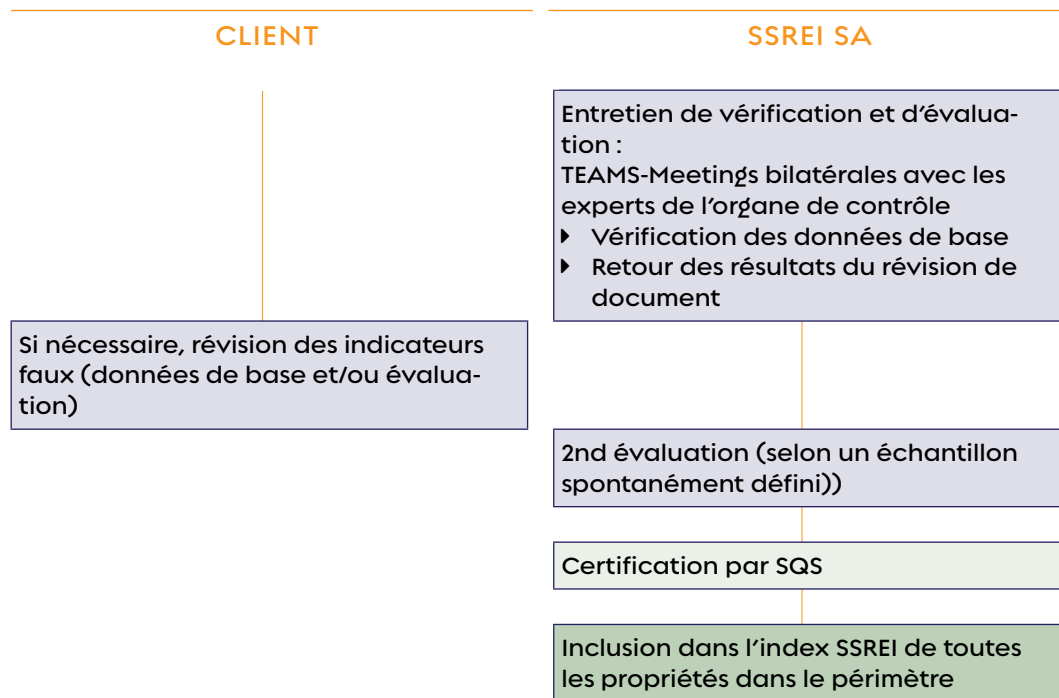 CLIENT
SSREI SA
Entretien de vérification et d'évalua-
tion :
TEAMS-Meetings bilatérales avec les
experts de l'organe de contrôle
Vérification des données de base
Retour des résultats du révision de
document
Si nécessaire, révision des indicateurs
faux (données de base et/ou évalua-
tion)
2nd évaluation (selon un échantillon
spontanément défini))
Certification par SQS
Inclusion dans l'index SSREI de toutes
les propriétés dans le périmètre